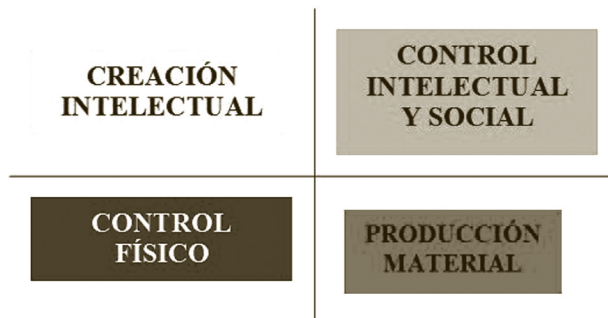 CREACIÓN
INTELECTUAL
CONTROL
INTELECTUAL
Y SOCIAL
CONTROL
FÍSICO
PRODUCCIÓN
MATERIAL